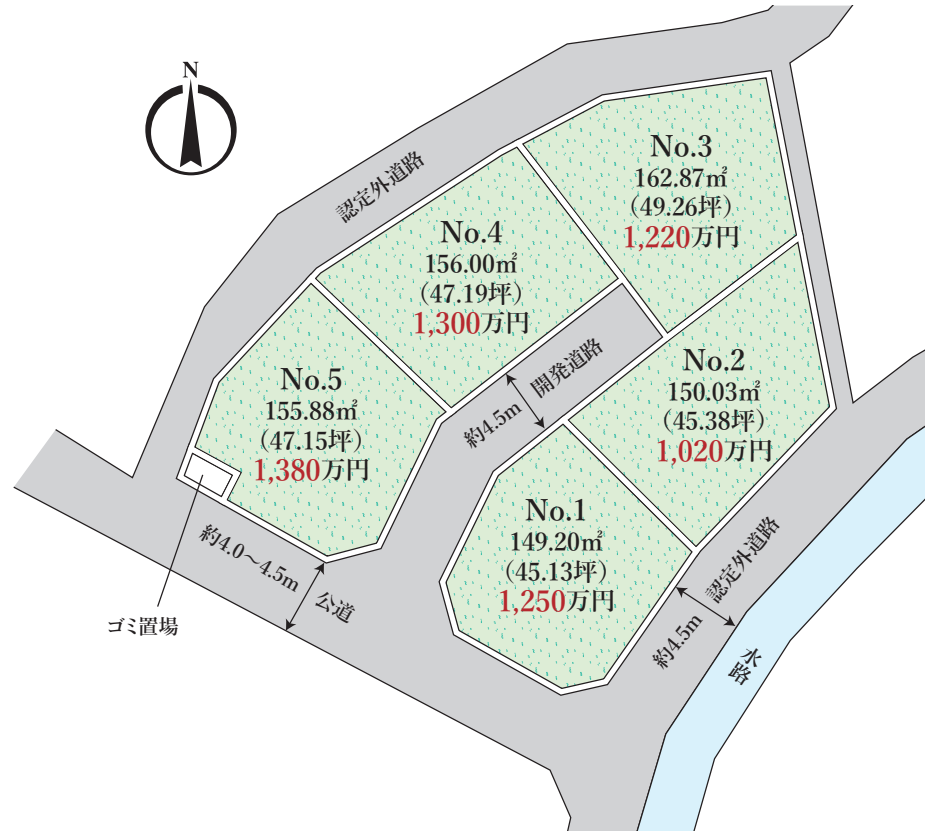 N
認定外道路
No.3
162.87㎡
(49.26坪)
1,220万円
No.4
156.00㎡
(47.19坪)
1,300万円
開発道路
約4.5m
No.2
150.03㎡
(45.38坪)
1,020万円
No.5
155.88㎡
(47.15坪)
1,380万円
No.1
149.20㎡
(45.13坪)
1,250万円
約4.0〜4.5m
公道
ゴミ置場
認定外道路
約4.5m
水路